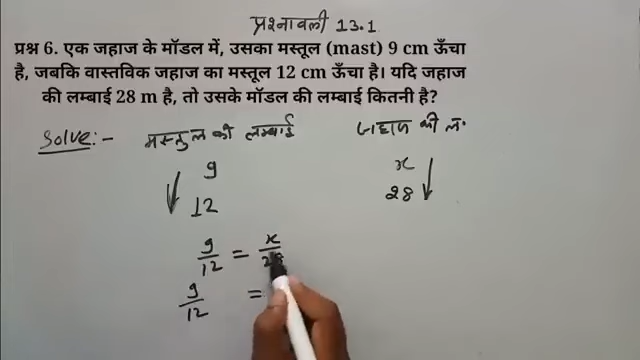 प्रश्नावली 13.1
प्रश्न 6. एक जहाज के मॉडल में, उसका मस्तूल (mast) 9 cm ऊँचा
है, जबकि वास्तविक जहाज का मस्तूल 12 cm ऊँचा है। यदि जहाज
की लम्बाई 28 m है, तो उसके मॉडल की लम्बाई कितनी है?
Solve:- मस्तुल की लम्बाई जहाज की लं॰
9 x
12 28
9/12 = x/28
9/12 =